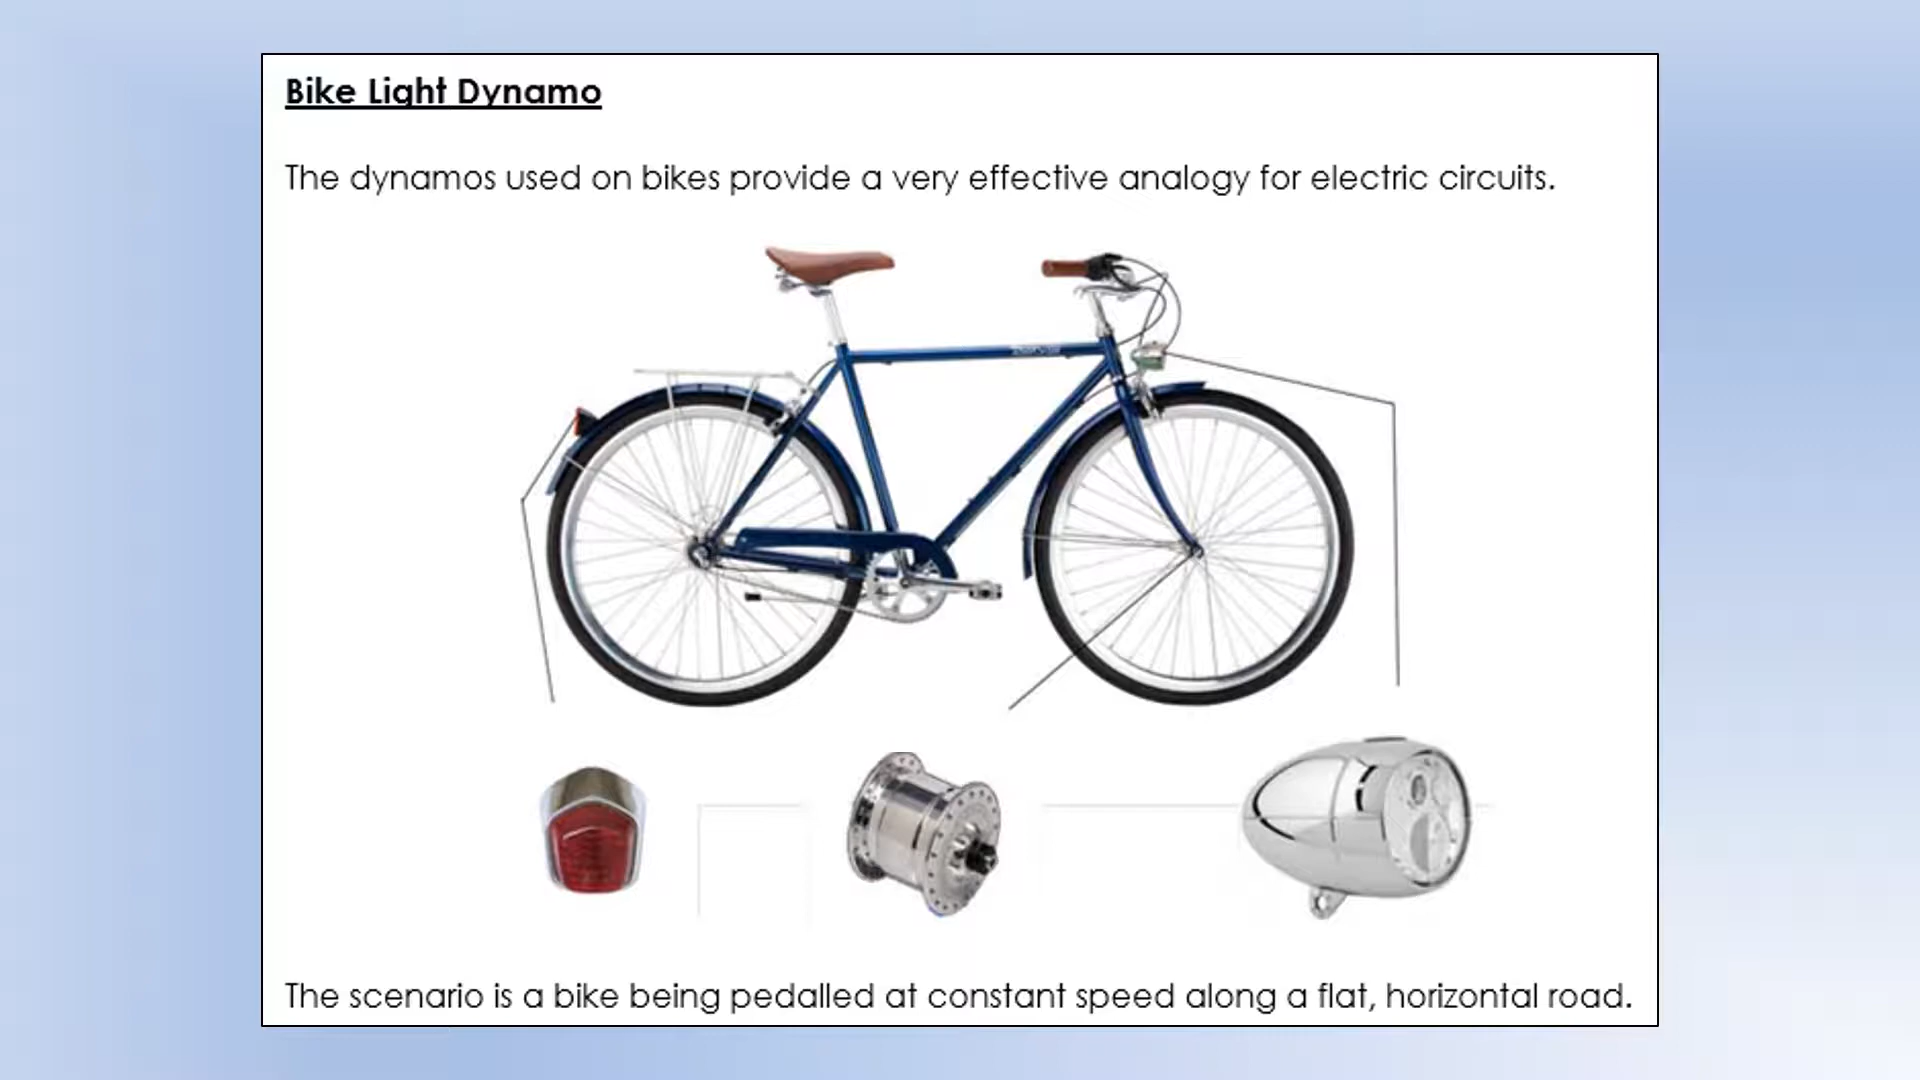 Bike Light Dynamo
The dynamos used on bikes provide a very effective analogy for electric circuits.
The scenario is a bike being pedalled at constant speed along a flat, horizontal road.